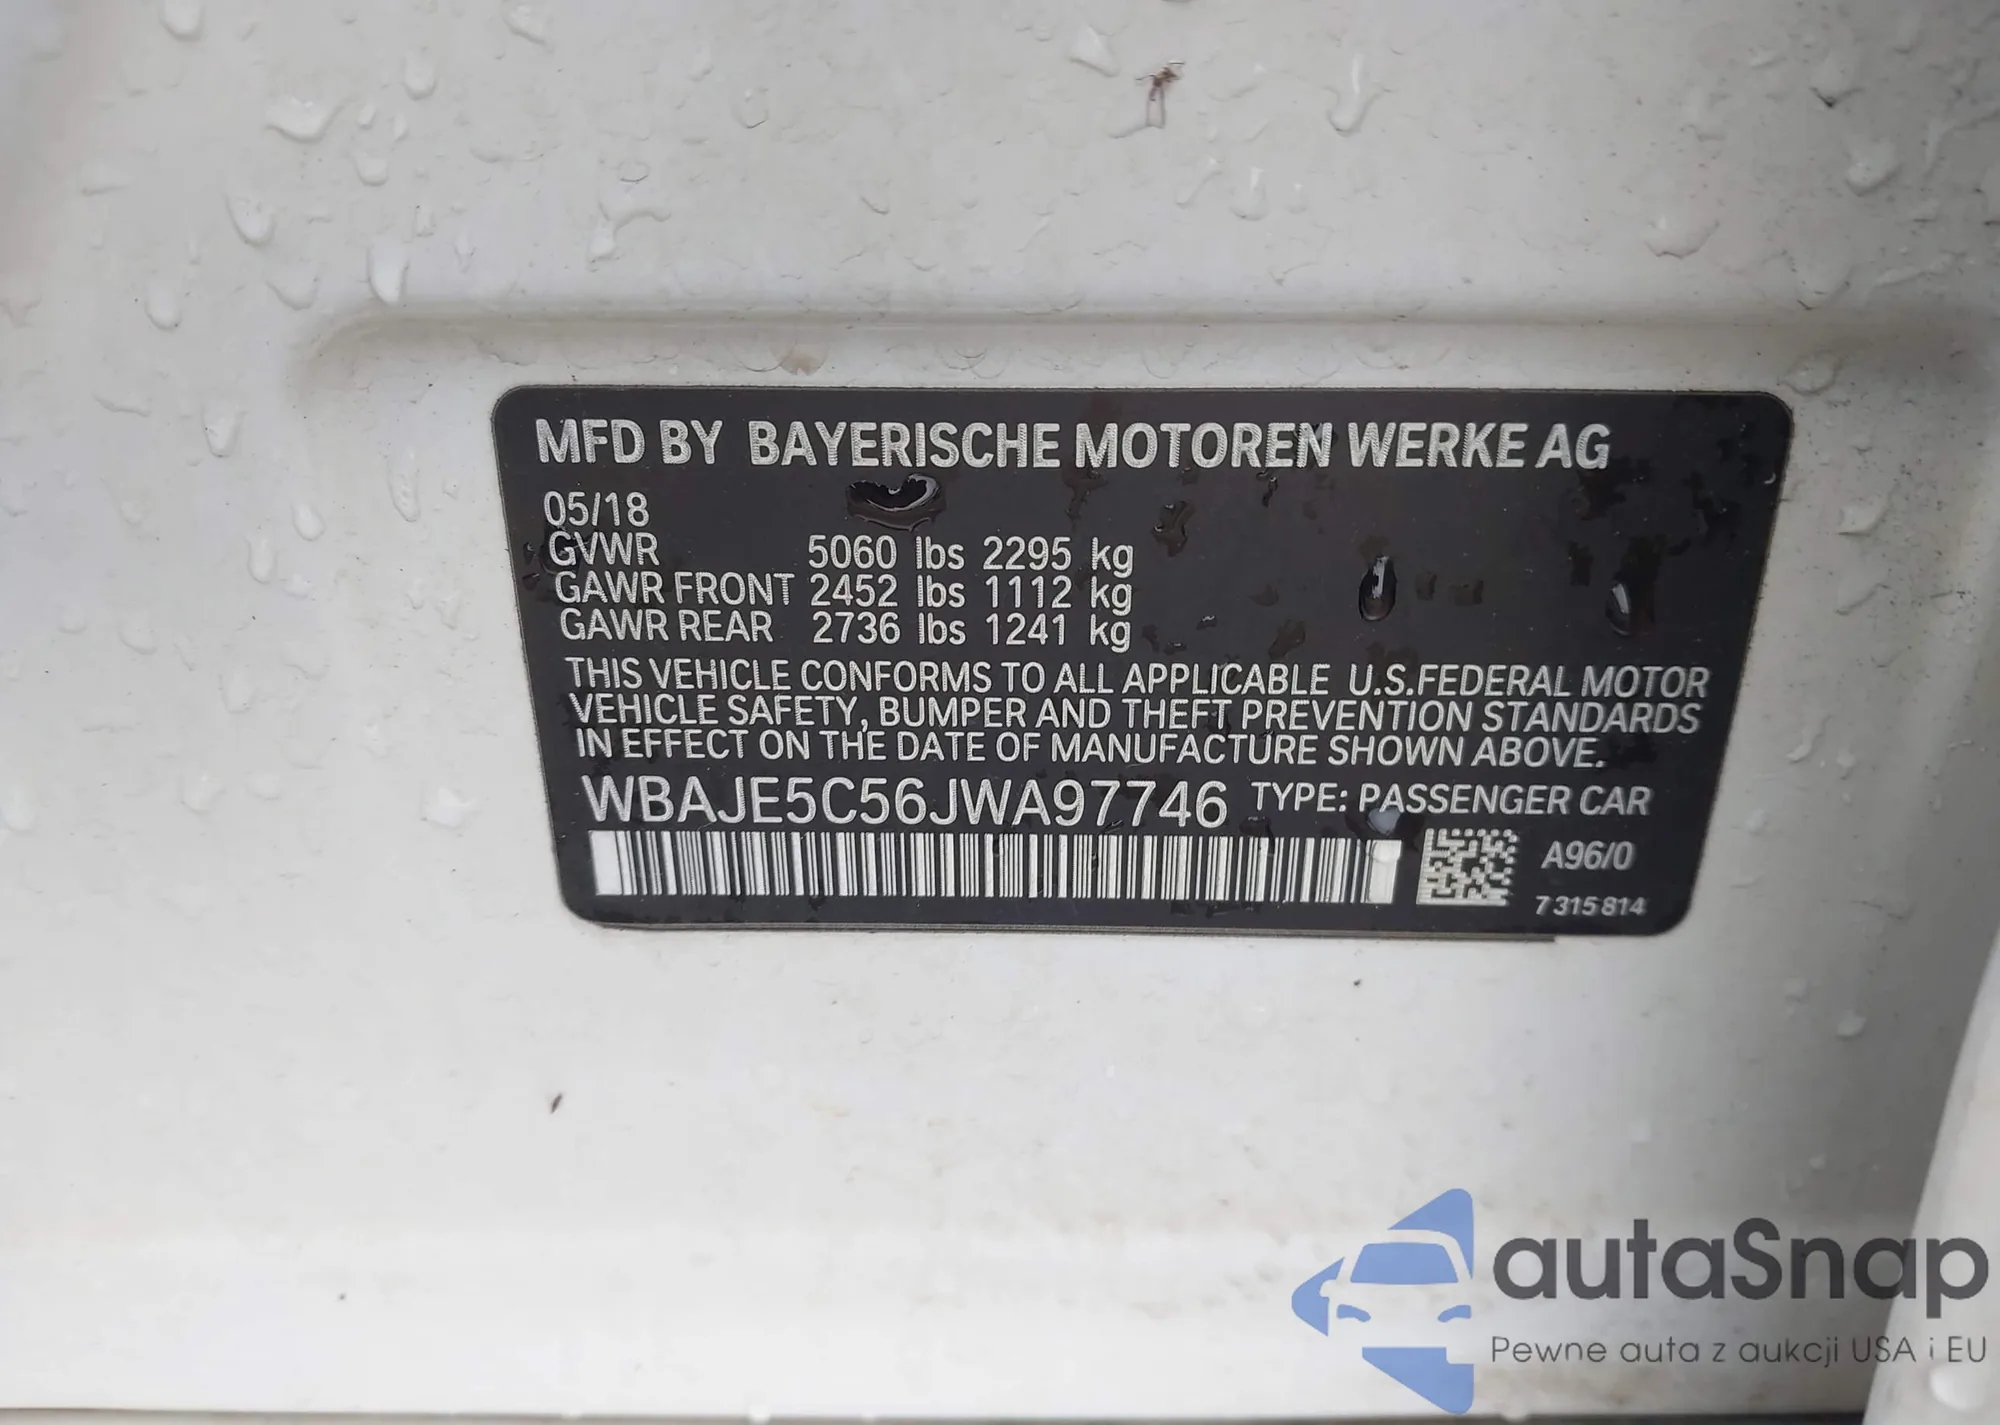 MFD BY BAYERISCHE MOTOREN WERKE AG
05/18
GVWR 5060 lbs 2295 kg
GAWR FRONT 2452 lbs 1112 kg
GAWR REAR 2736 lbs 1241 kg
THIS VEHICLE CONFORMS TO ALL APPLICABLE U.S.FEDERAL MOTOR
VEHICLE SAFETY, BUMPER AND THEFT PREVENTION STANDARDS
IN EFFECT ON THE DATE OF MANUFACTURE SHOWN ABOVE.
WBAJE5C56JWA97746 TYPE: PASSENGER CAR
A96/0
7 315 814
autaSnap
Pewne auta z aukcji USA i EU